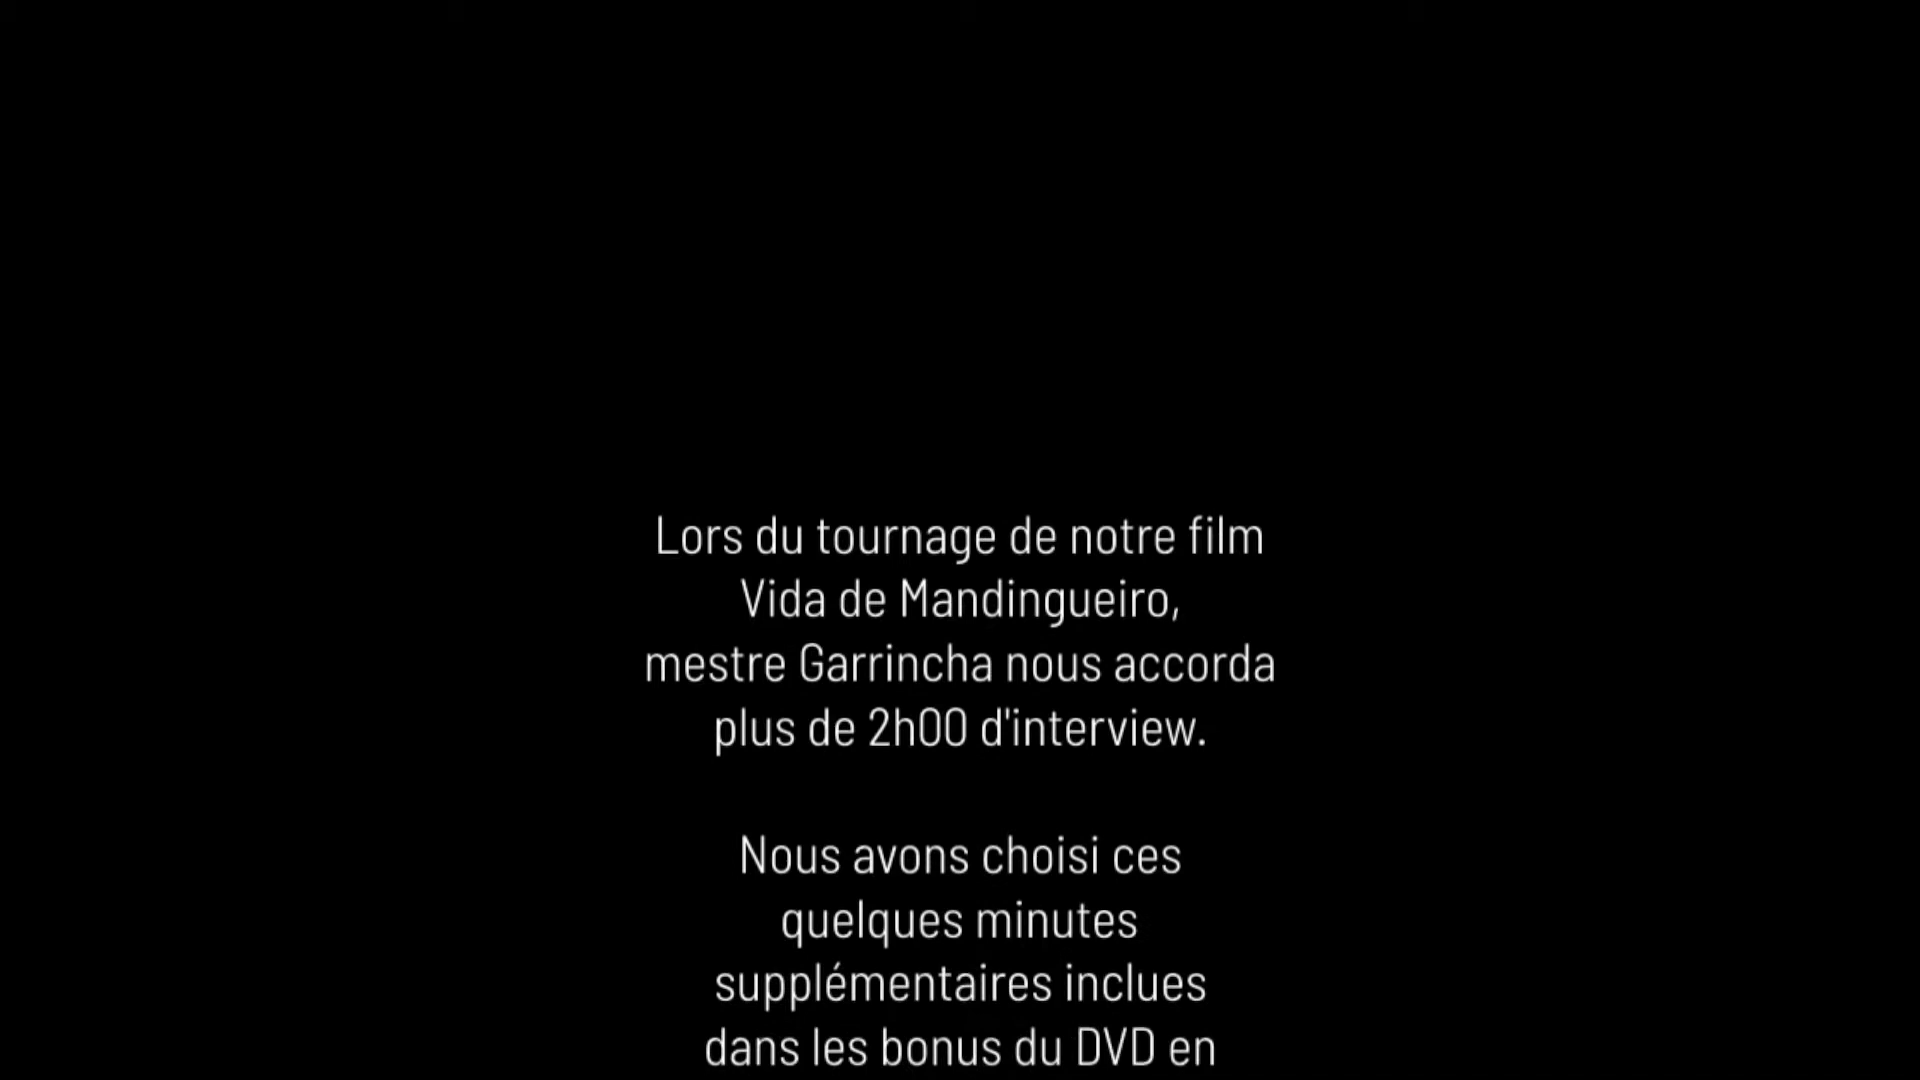 Lors du tournage de notre film
Vida de Mandingueiro,
mestre Garrincha nous accorda
plus de 2h00 d'interview.
Nous avons choisi ces
quelques minutes
supplémentaires inclues
dans les bonus du DVD en